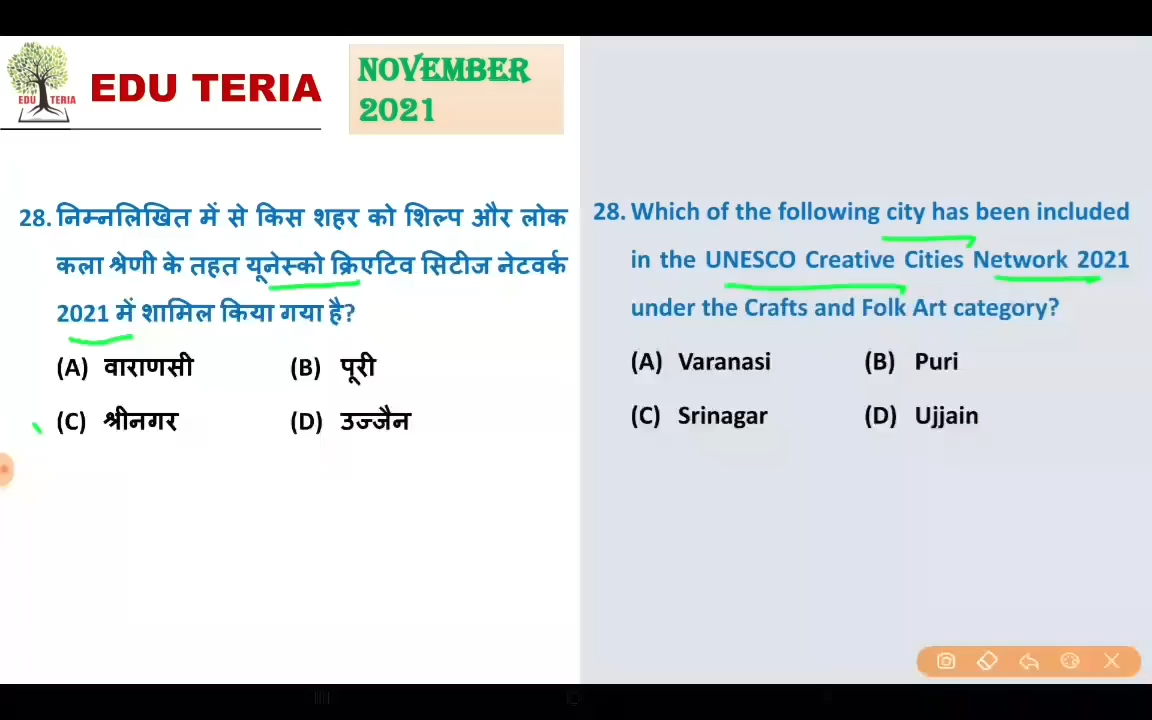 EDU TERIA
EDU TERIA
NOVEMBER
2021
28. निम्नलिखित में से किस शहर को शिल्प और लोक
कला श्रेणी के तहत यूनेस्को क्रिएटिव सिटीज नेटवर्क
2021 में शामिल किया गया है?
(A) वाराणसी (B) पूरी
(C) श्रीनगर (D) उज्जैन
28. Which of the following city has been included
in the UNESCO Creative Cities Network 2021
under the Crafts and Folk Art category?
(A) Varanasi (B) Puri
(C) Srinagar (D) Ujjain